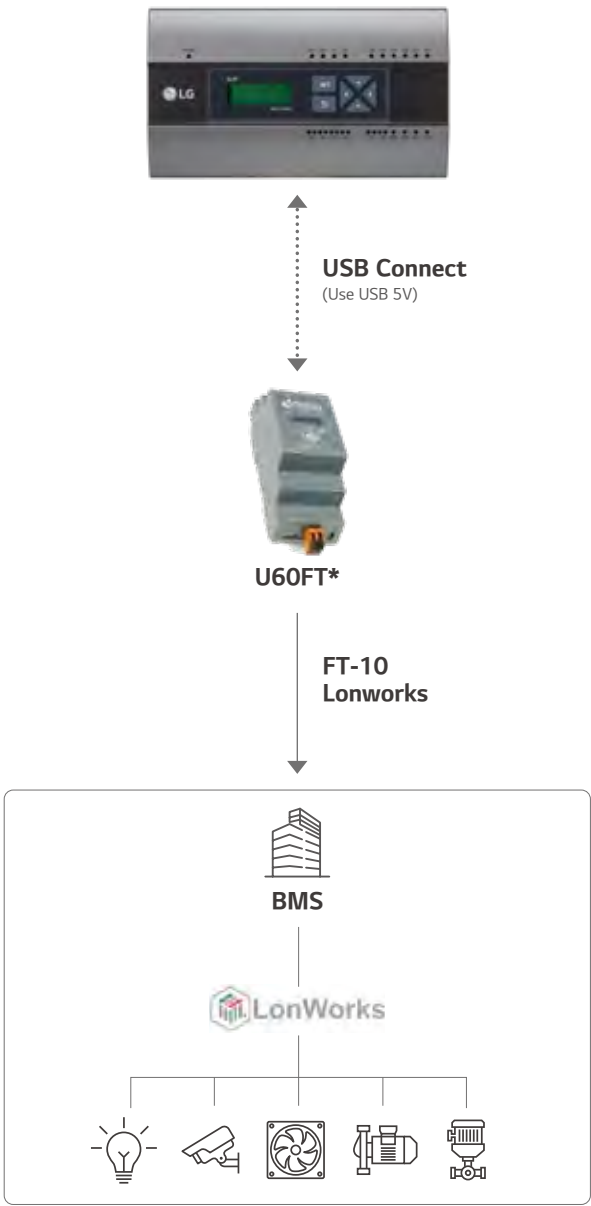 LG
USB Connect
(Use USB 5V)
U60FT*
FT-10
Lonworks
BMS
LonWorks